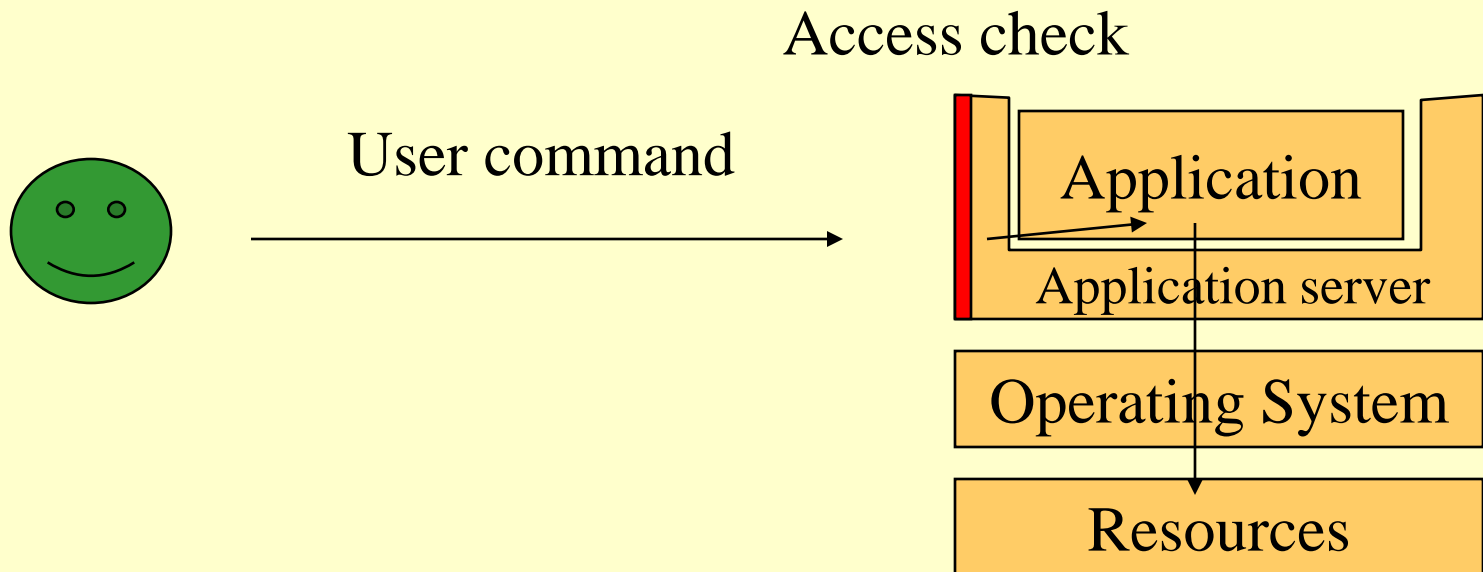 Access check
User command
Application
Application server
Operating System
Resources